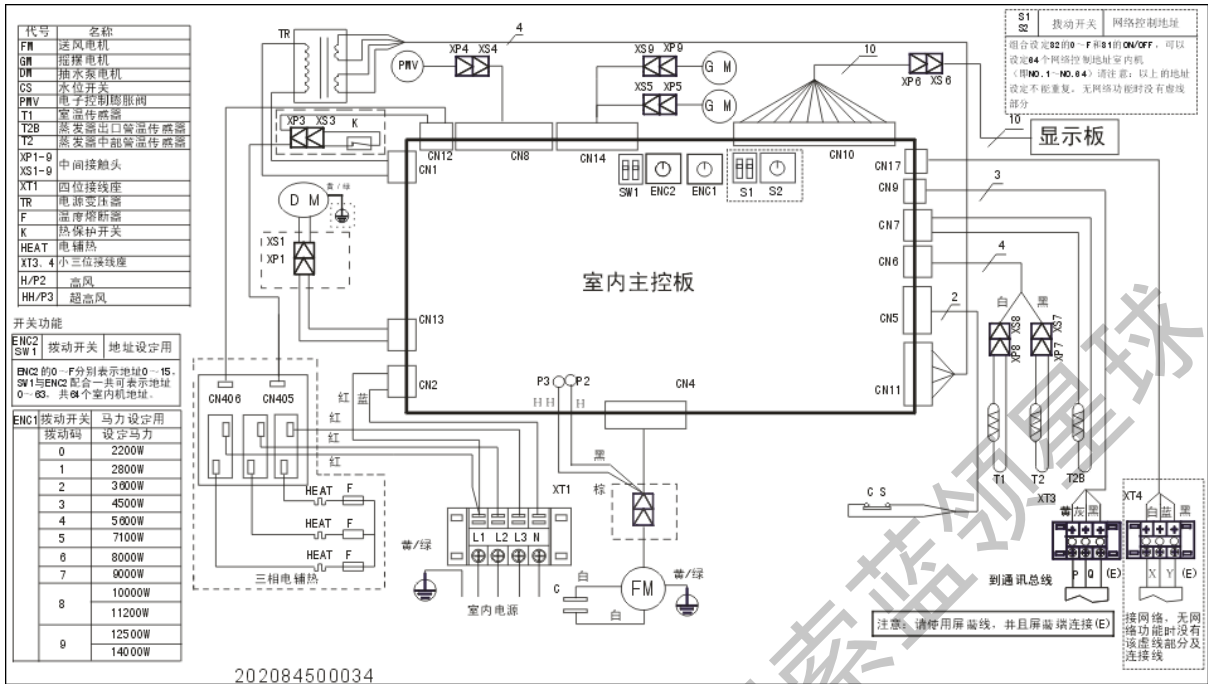 代号 名称
FM 送风电机
GM 摇摆电机
DM 抽水泵电机
CS 水位开关
PMV 电子控制膨胀阀
T1 室温传感器
T2B 蒸发器出口管温传感器
T2 蒸发器中部管温传感器
XP1-9
XS1-9 中间接触头
XT1 四位接线座
TR 电源变压器
F 温度熔断器
K 热保护开关
HEAT 电辅热
XT3、4 小三位接线座
H/P2 高风
HH/P3 超高风
开关功能
ENC2
SW1 拨动开关 地址设定用
ENC2的0~F分别表示地址0~15,
SW1与ENC2配合一共可表示地址
0~63, 共64个室内机地址.
ENC1 拨动开关 马力设定用
拨动码 设定马力
0 2200W
1 2800W
2 3600W
3 4500W
4 5600W
5 7100W
6 8000W
7 9000W
8 10000W
11200W
9 12500W
14000W
TR
PMV
XP4 XS4
4
XS9 XP9
G M
XS5 XP5
G M
10
XP6 XS6
S1
S2 拨动开关 网络控制地址
组合设定S2的0~F和S1的ON/OFF, 可以
设定64个网络控制地址室内机
(即NO.1~NO.64)请注意: 以上的地址
设定不能重复, 无网络功能时没有虚线
部分
10
显示板
XP3 XS3 K
CN12 CN8 CN14 CN10
CN1
CN17
CN9
3
SW1 ENC2 ENC1 S1 S2
D M
黄/绿
XS1
XP1
CN7
CN6
4
室内主控板
白 黑
CN5
2
XS8
XP8
XS7
XP7
CN13
CN2
CN11
P3 P2
CN4
HH H
红 蓝
红
红
红
CN406 CN405
黑
棕
XT1
L1 L2 L3 N
黄/绿
室内电源
HEAT F
HEAT F
HEAT F
三相电辅热
C
白
白
FM
黄/绿
C S
T1 T2 T2B
XT3
黄灰黑
到通讯总线
P Q (E)
XT4
白蓝黑
X Y (E)
注意: 请使用屏蔽线, 并且屏蔽端连接(E)
接网络, 无网
络功能时没有
该虚线部分及
连接线
202084500034
索蓝领星球